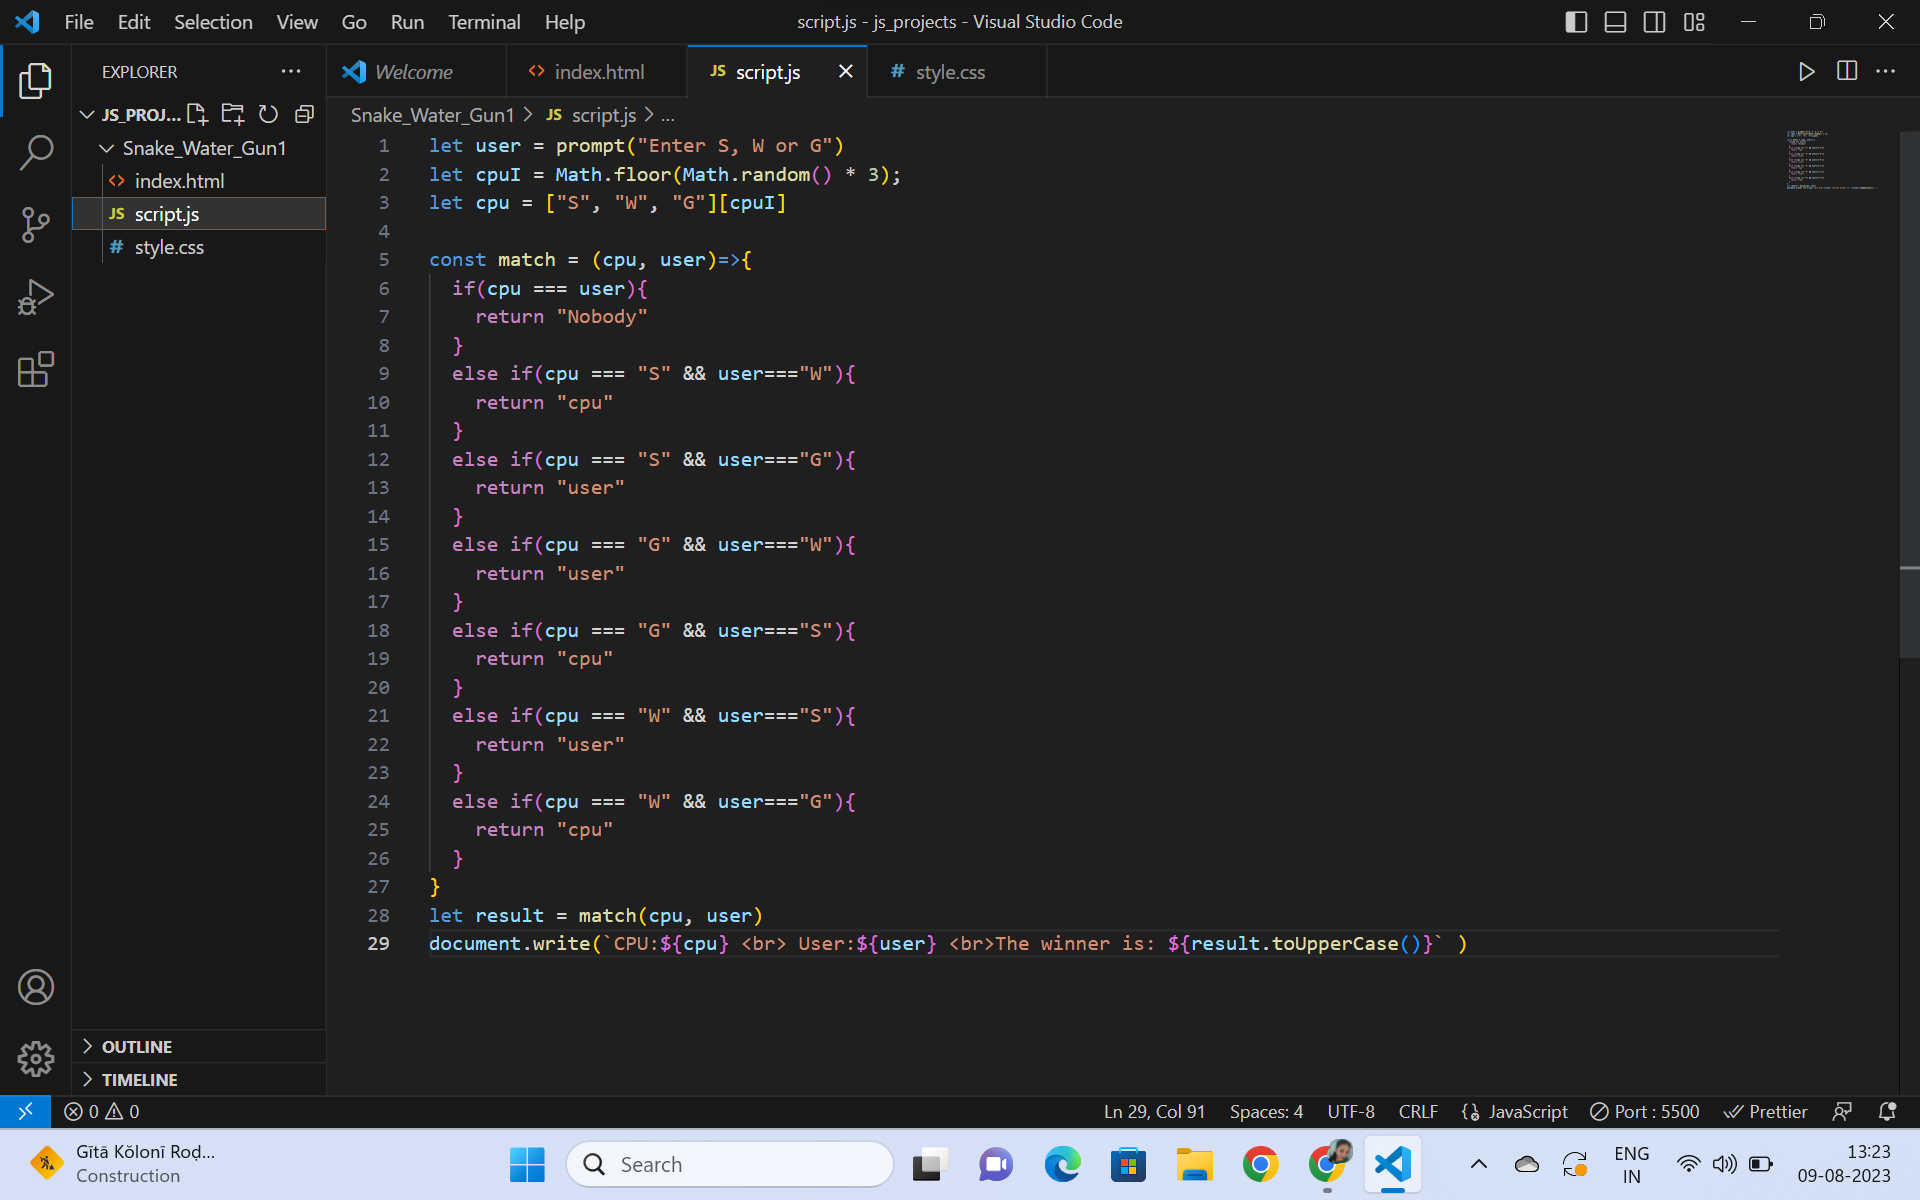 File Edit Selection View Go Run Terminal Help
script.js - js_projects - Visual Studio Code
EXPLORER
JS_PROJ...
Snake_Water_Gun1
index.html
JS script.js
# style.css
OUTLINE
TIMELINE
Welcome
index.html
JS script.js
# style.css
Snake_Water_Gun1 > JS script.js > ...
1 let user = prompt("Enter S, W or G")
2 let cpuI = Math.floor(Math.random() * 3);
3 let cpu = ["S", "W", "G"][cpuI]
4
5 const match = (cpu, user)=>{
6 if(cpu === user){
7 return "Nobody"
8 }
9 else if(cpu === "S" && user==="W"){
10 return "cpu"
11 }
12 else if(cpu === "S" && user==="G"){
13 return "user"
14 }
15 else if(cpu === "G" && user==="W"){
16 return "user"
17 }
18 else if(cpu === "G" && user==="S"){
19 return "cpu"
20 }
21 else if(cpu === "W" && user==="S"){
22 return "user"
23 }
24 else if(cpu === "W" && user==="G"){
25 return "cpu"
26 }
27 }
28 let result = match(cpu, user)
29 document.write(`CPU:${cpu} <br> User:${user} <br>The winner is: ${result.toUpperCase()}` )
0 0
Ln 29, Col 91 Spaces: 4 UTF-8 CRLF JavaScript Port : 5500 Prettier
Gītā Kŏlonī Roḍ...
Construction
Search
ENG
IN
13:23
09-08-2023